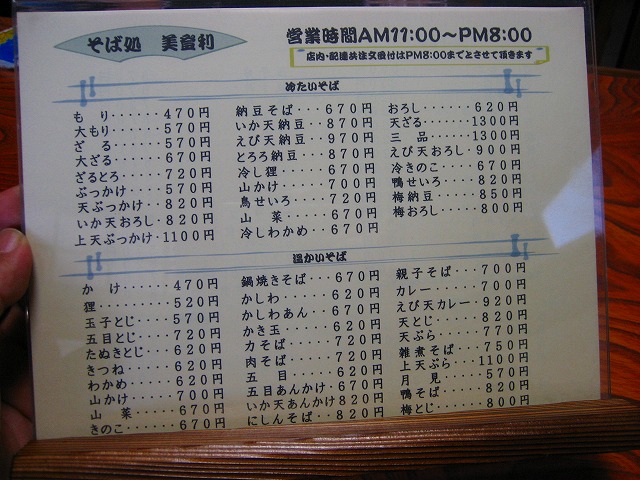 そば処 美登利
営業時間AM11:00～PM8:00
店内・配達共注文受付はPM8:00までとさせて頂きます
冷たいそば
もり・・・・・・470円
大もり・・・・・570円
ざる・・・・・・570円
大ざる・・・・・670円
ざるとろ・・・・720円
ぶっかけ・・・・570円
天ぶっかけ・・・820円
いか天おろし・・820円
上天ぶっかけ・1100円
納豆そば・・・670円
いか天納豆・・870円
えび天納豆・・970円
とろろ納豆・・870円
冷し狸・・・・670円
山かけ・・・・700円
鳥せいろ・・・720円
山菜・・・・・670円
冷しわかめ・・670円
おろし・・・・・・620円
天ざる・・・・・1300円
三品・・・・・・1300円
えび天おろし・900円
冷きのこ・・・・670円
鴨せいろ・・・・820円
梅納豆・・・・・850円
梅おろし・・・・800円
温かいそば
かけ・・・・・470円
狸・・・・・・520円
玉子とじ・・・570円
五目とじ・・・720円
たぬきとじ・・620円
きつね・・・・620円
わかめ・・・・620円
山かけ・・・・700円
山菜・・・・・670円
きのこ・・・・670円
鍋焼きそば・・・670円
かしわ・・・・・620円
かしわあん・・・670円
かき玉・・・・・620円
力そば・・・・・720円
肉そば・・・・・720円
五目・・・・・・620円
五目あんかけ・・670円
いか天あんかけ820円
にしんそば・・・820円
親子そば・・・700円
カレー・・・・700円
えび天カレー・920円
天とじ・・・・820円
天ぷら・・・・770円
雑煮そば・・・750円
上天ぷら・・・1100円
月見・・・・・570円
鴨そば・・・・820円
梅とじ・・・・800円